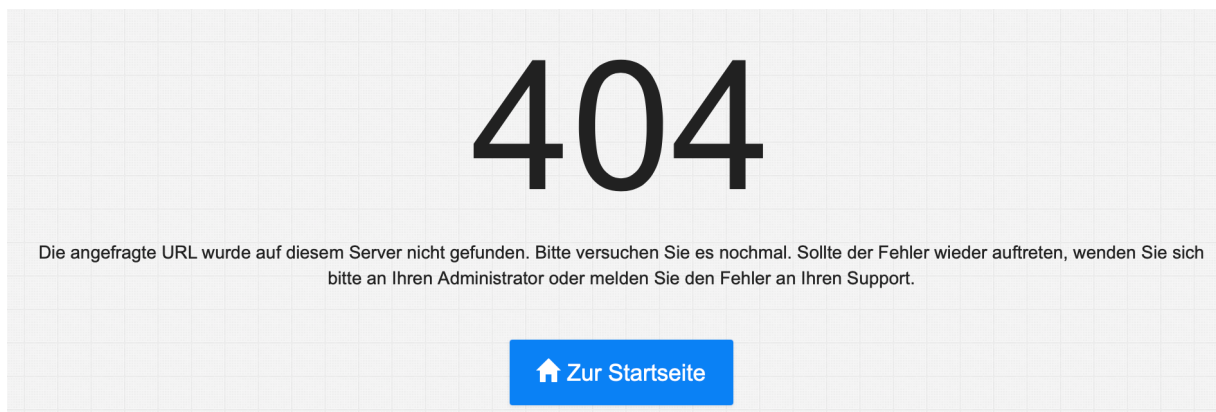 404
Die angefragte URL wurde auf diesem Server nicht gefunden. Bitte versuchen Sie es nochmal. Sollte der Fehler wieder auftreten, wenden Sie sich
bitte an Ihren Administrator oder melden Sie den Fehler an Ihren Support.
Zur Startseite